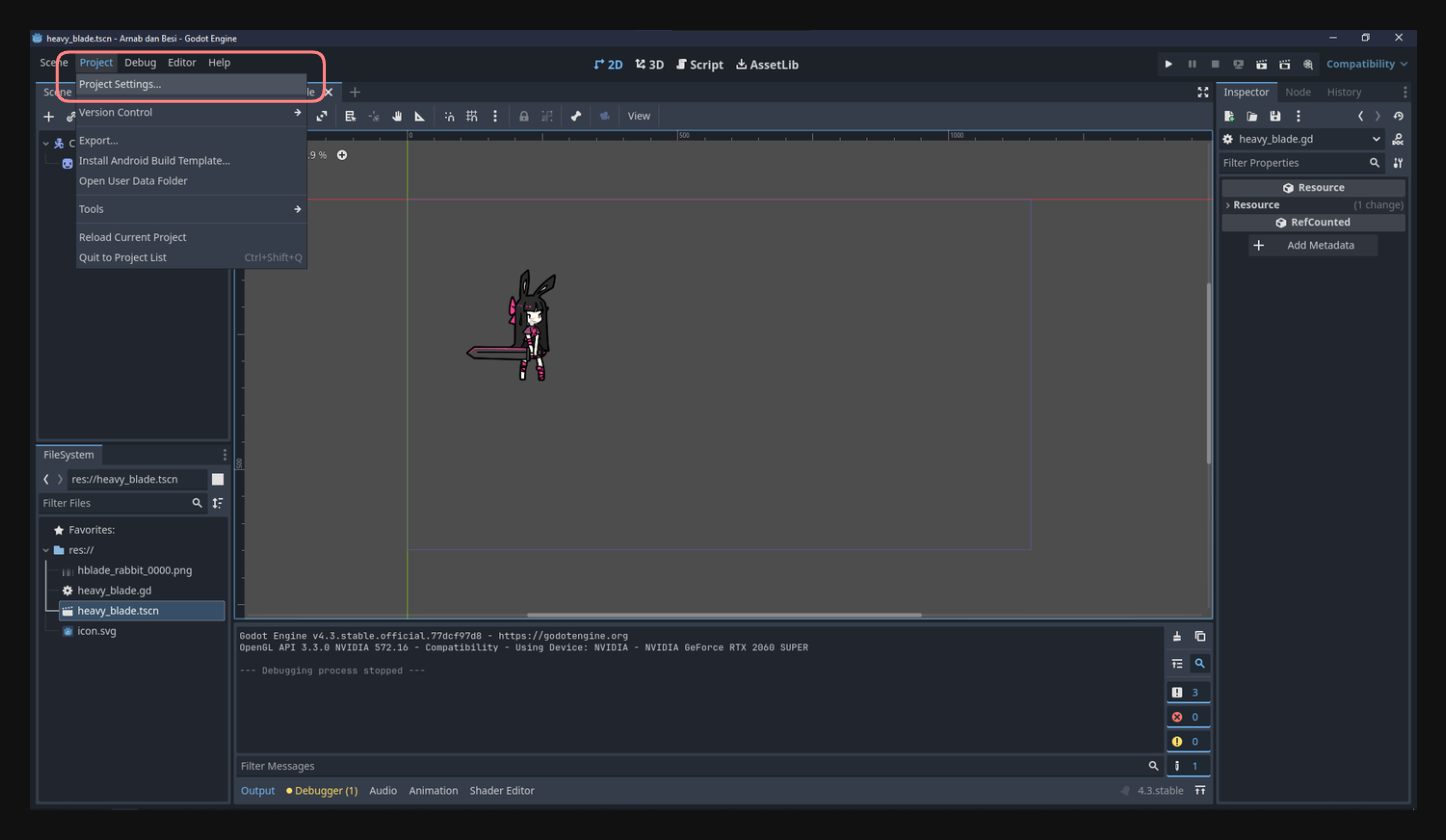 heavy_blade.tscn - Arnab dan Besi - Godot Engine
Scene Project Debug Editor Help
2D 3D Script AssetLib
Compatibility
Project Settings...
Version Control
Export...
Install Android Build Template...
Open User Data Folder
Tools
Reload Current Project
Quit to Project List Ctrl+Shift+Q
Scene
View
.9 %
0 500 1000
500
FileSystem
res://heavy_blade.tscn
Filter Files
Favorites:
res://
hblade_rabbit_0000.png
heavy_blade.gd
heavy_blade.tscn
icon.svg
Godot Engine v4.3.stable.official.77dcf97d8 - https://godotengine.org
OpenGL API 3.3.0 NVIDIA 572.16 - Compatibility - Using Device: NVIDIA - NVIDIA GeForce RTX 2060 SUPER
--- Debugging process stopped ---
3
0
0
1
Filter Messages
Output Debugger (1) Audio Animation Shader Editor
4.3.stable
Inspector Node History
heavy_blade.gd
DOC
Filter Properties
Resource
Resource (1 change)
RefCounted
Add Metadata